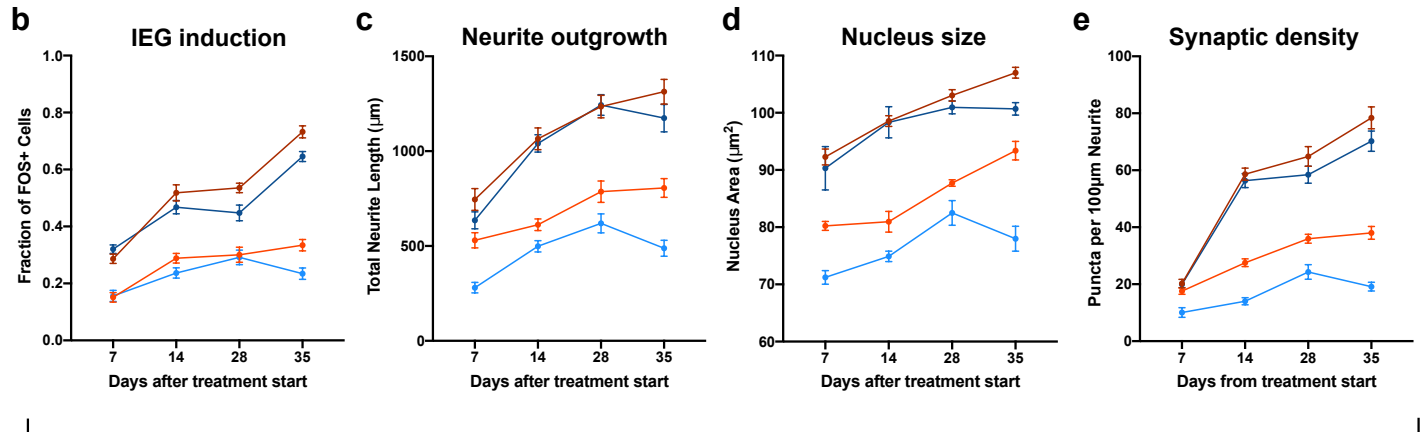 b
IEG induction
Fraction of FOS+ Cells
1.0
0.8
0.6
0.4
0.2
0.0
7 14 28 35
Days after treatment start
c
Neurite outgrowth
Total Neurite Length (μm)
1500
1000
500
0
7 14 28 35
Days after treatment start
d
Nucleus size
Nucleus Area (μm²)
110
100
90
80
70
60
7 14 28 35
Days after treatment start
e
Synaptic density
Puncta per 100μm Neurite
100
80
60
40
20
0
7 14 28 35
Days from treatment start